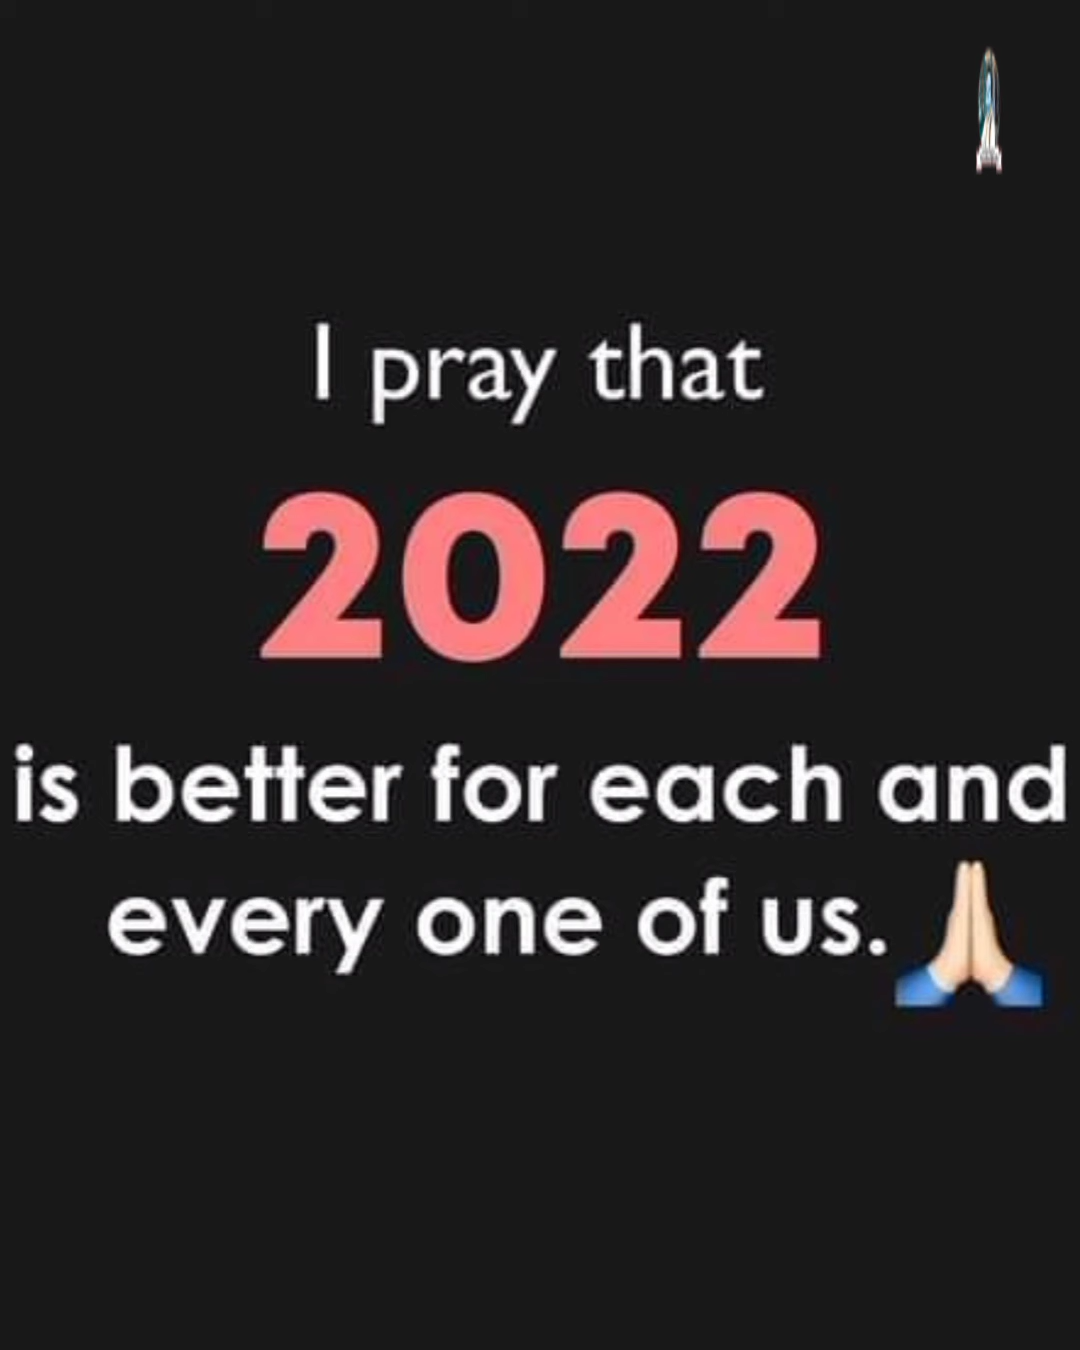 I pray that
2022
is better for each and
every one of us.🙏🏻